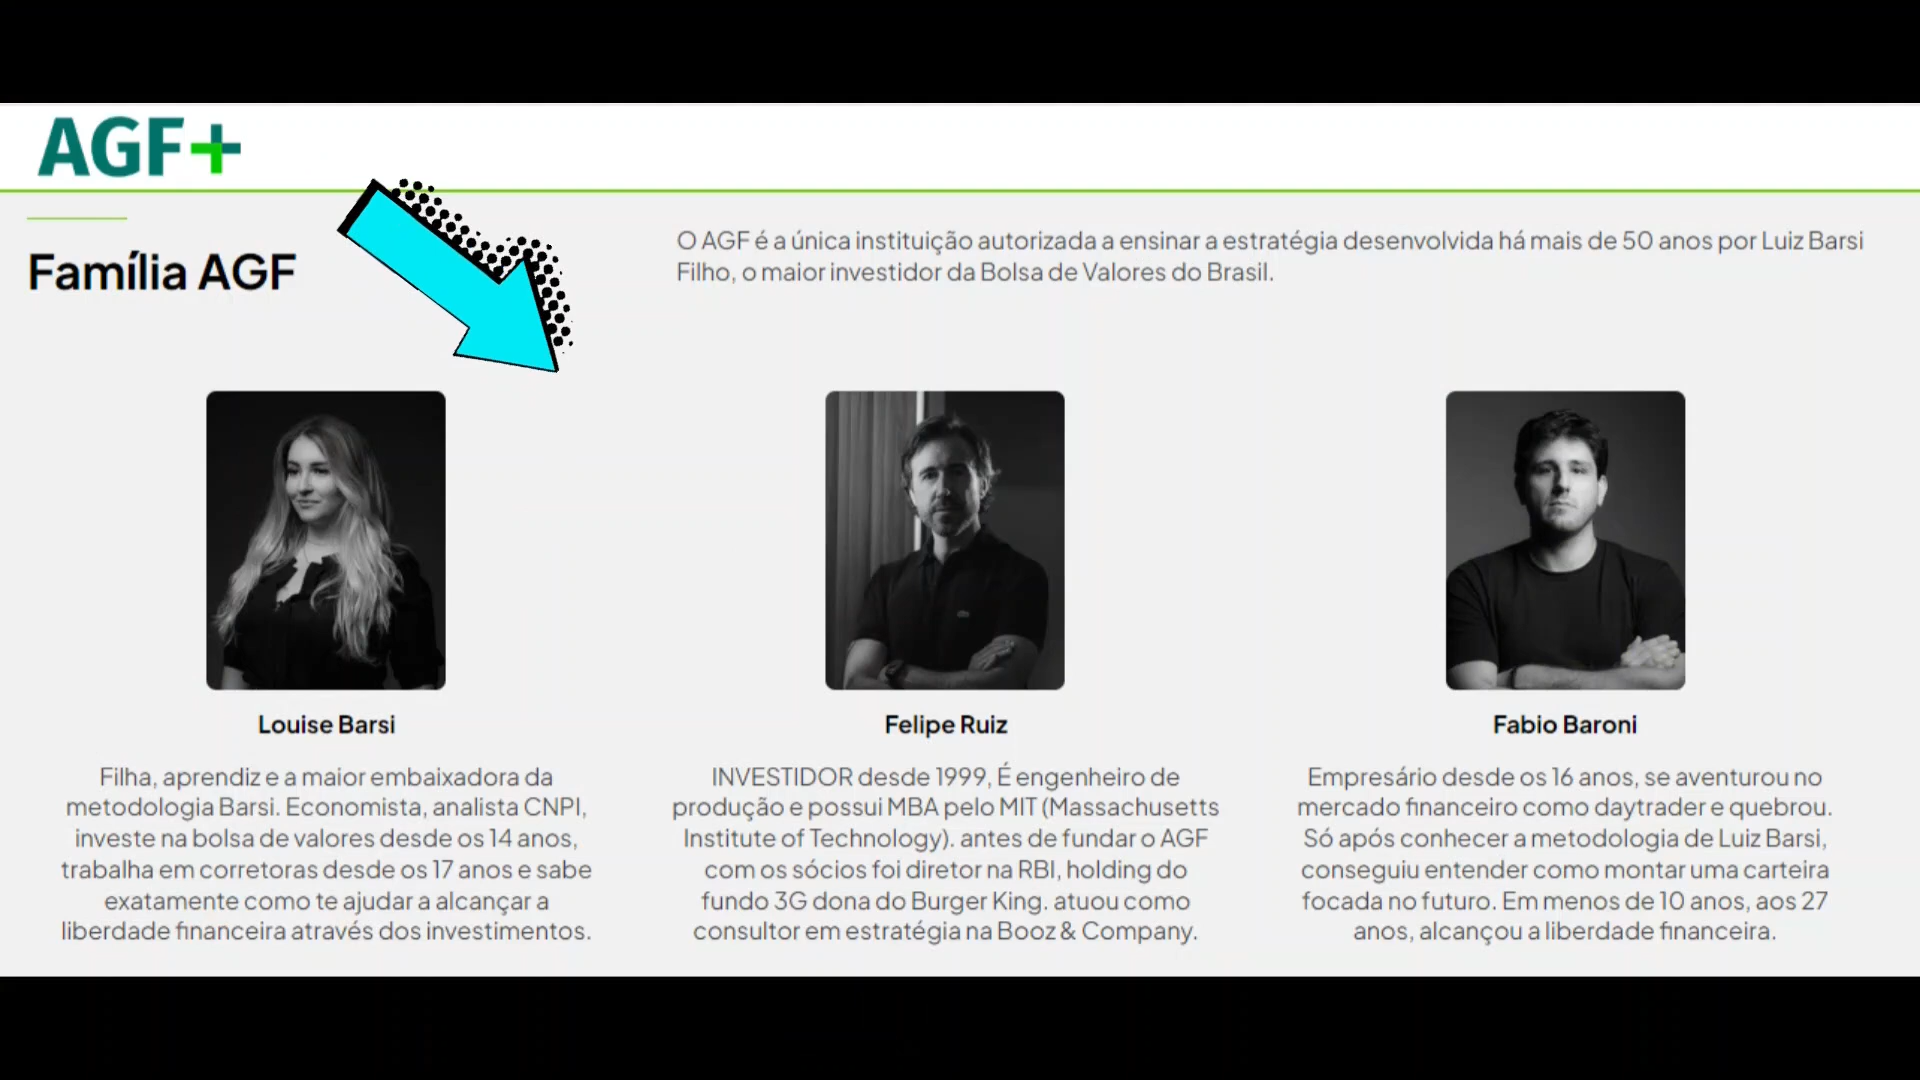 AGF+
Família AGF
O AGF é a única instituição autorizada a ensinar a estratégia desenvolvida há mais de 50 anos por Luiz Barsi
Filho, o maior investidor da Bolsa de Valores do Brasil.
Louise Barsi
Filha, aprendiz e a maior embaixadora da
metodologia Barsi. Economista, analista CNPI,
investe na bolsa de valores desde os 14 anos,
trabalha em corretoras desde os 17 anos e sabe
exatamente como te ajudar a alcançar a
liberdade financeira através dos investimentos.
Felipe Ruiz
INVESTIDOR desde 1999, É engenheiro de
produção e possui MBA pelo MIT (Massachusetts
Institute of Technology). antes de fundar o AGF
com os sócios foi diretor na RBI, holding do
fundo 3G dona do Burger King. atuou como
consultor em estratégia na Booz & Company.
Fabio Baroni
Empresário desde os 16 anos, se aventurou no
mercado financeiro como daytrader e quebrou.
Só após conhecer a metodologia de Luiz Barsi,
conseguiu entender como montar uma carteira
focada no futuro. Em menos de 10 anos, aos 27
anos, alcançou a liberdade financeira.